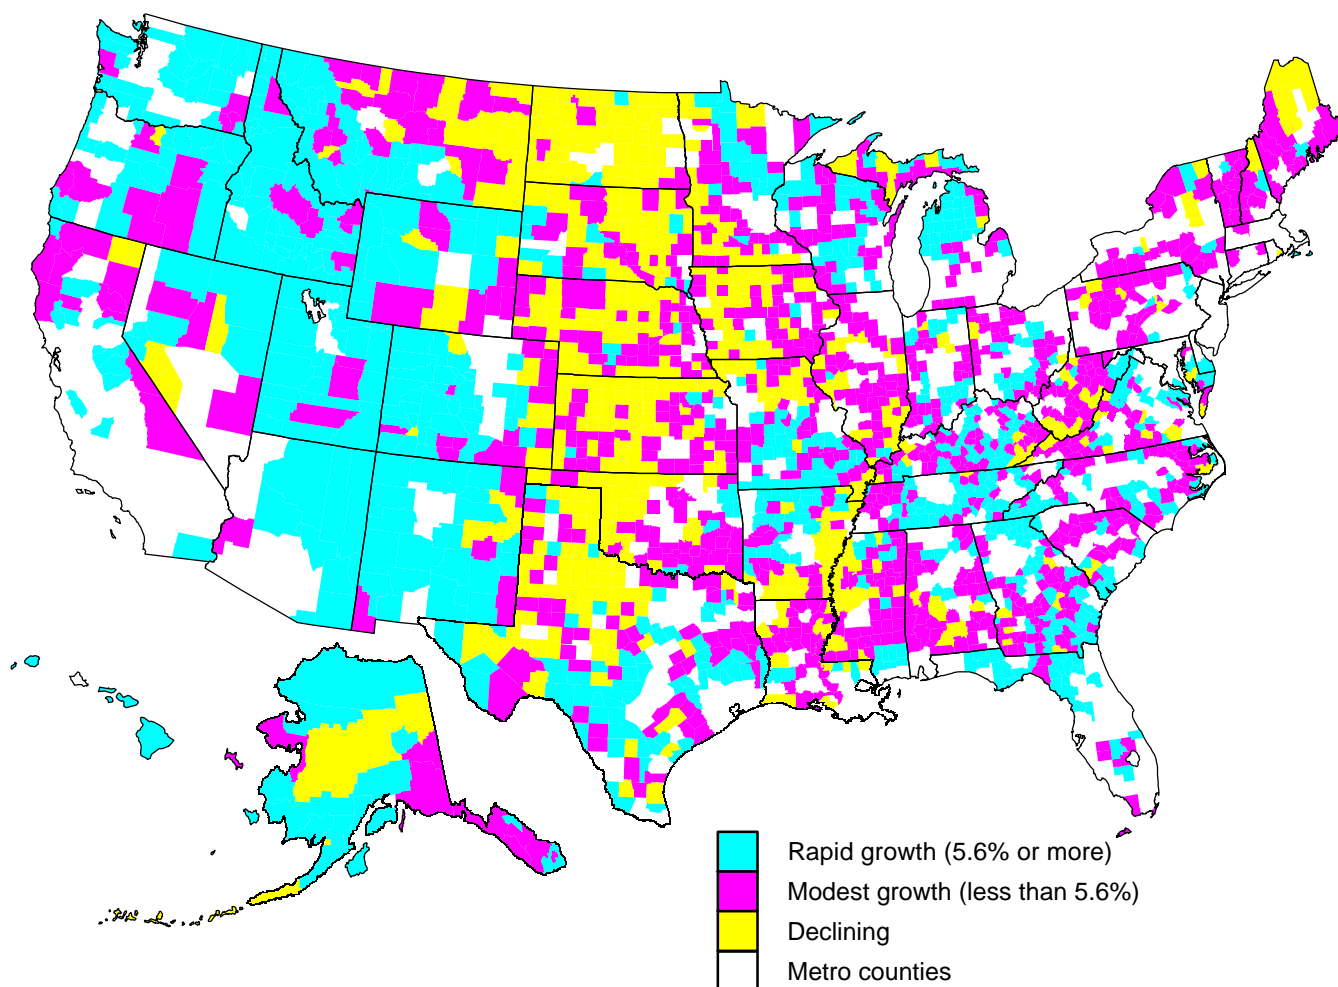 Rapid growth (5.6% or more)
Modest growth (less than 5.6%)
Declining
Metro counties